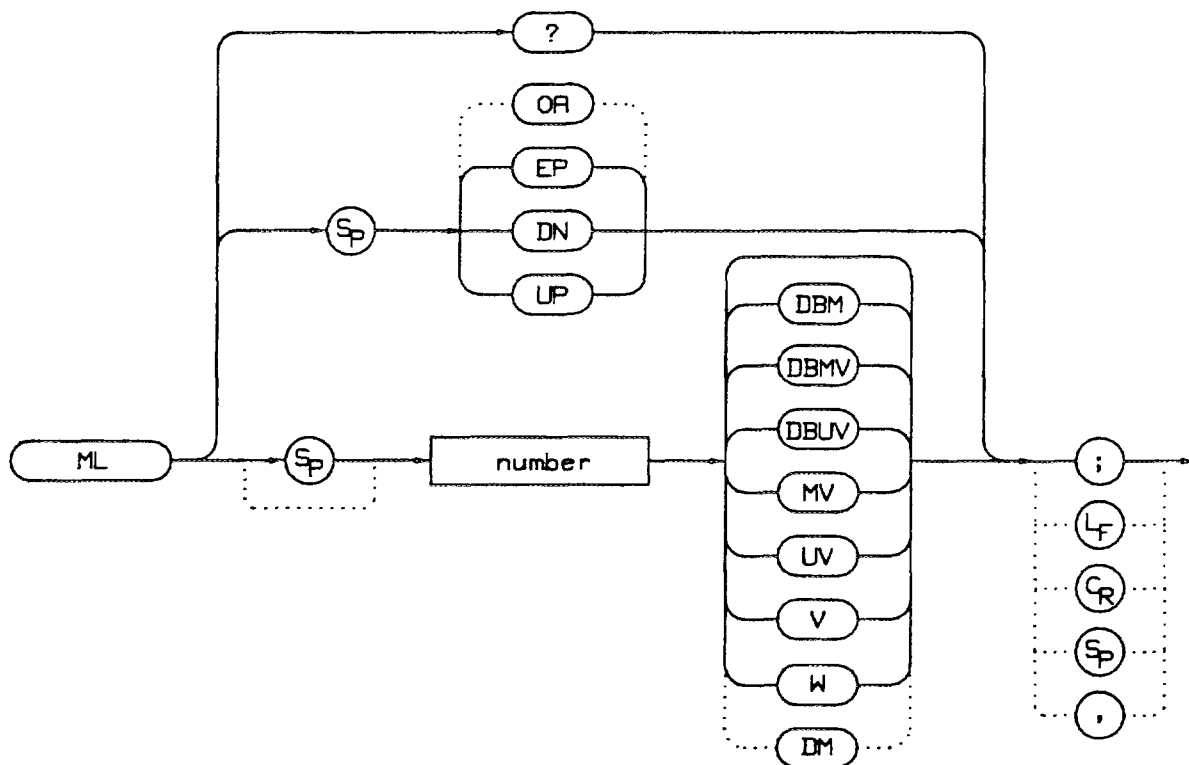 ?
OA
EP
SP
DN
UP
DBM
DBMV
DBUV
ML
SP
number
;
MV
LF
UV
CR
V
SP
W
,
DM